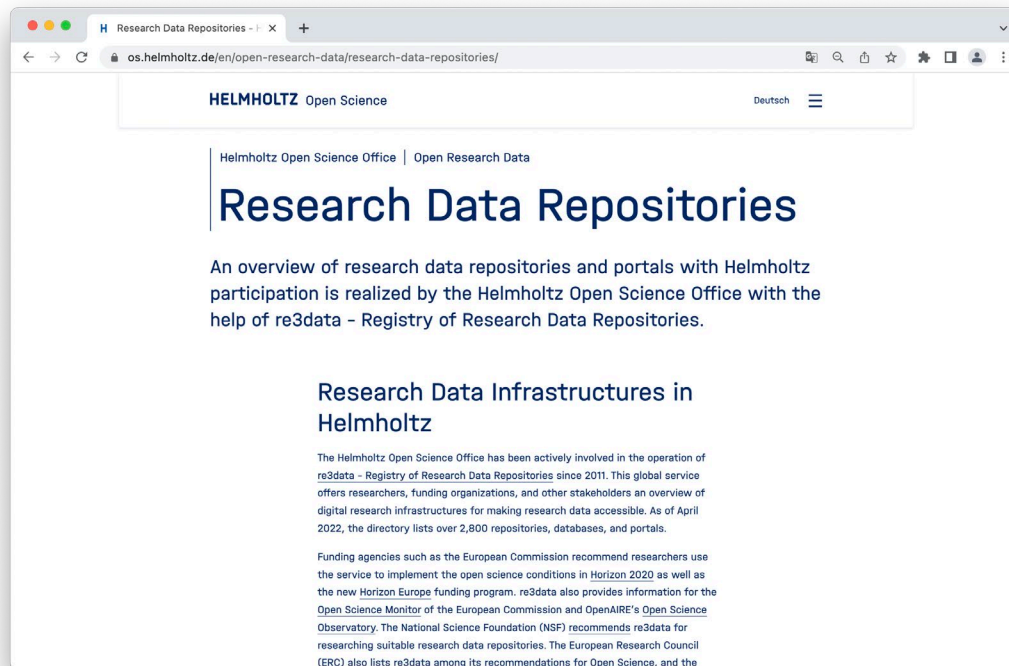 H Research Data Repositories - H
os.helmholtz.de/en/open-research-data/research-data-repositories/
HELMHOLTZ Open Science
Deutsch
Helmholtz Open Science Office | Open Research Data
Research Data Repositories
An overview of research data repositories and portals with Helmholtz
participation is realized by the Helmholtz Open Science Office with the
help of re3data – Registry of Research Data Repositories.
Research Data Infrastructures in
Helmholtz
The Helmholtz Open Science Office has been actively involved in the operation of
re3data – Registry of Research Data Repositories since 2011. This global service
offers researchers, funding organizations, and other stakeholders an overview of
digital research infrastructures for making research data accessible. As of April
2022, the directory lists over 2,800 repositories, databases, and portals.
Funding agencies such as the European Commission recommend researchers use
the service to implement the open science conditions in Horizon 2020 as well as
the new Horizon Europe funding program. re3data also provides information for the
Open Science Monitor of the European Commission and OpenAIRE's Open Science
Observatory. The National Science Foundation (NSF) recommends re3data for
researching suitable research data repositories. The European Research Council
(ERC) also lists re3data among its recommendations for Open Science, and the